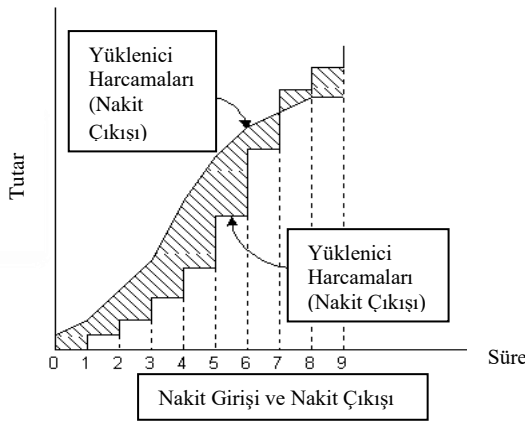 Yüklenici
Harcamaları
(Nakit
Çıkışı)
Tutar
Yüklenici
Harcamaları
(Nakit Çıkışı)
0 1 2 3 4 5 6 7 8 9
Süre
Nakit Girişi ve Nakit Çıkışı